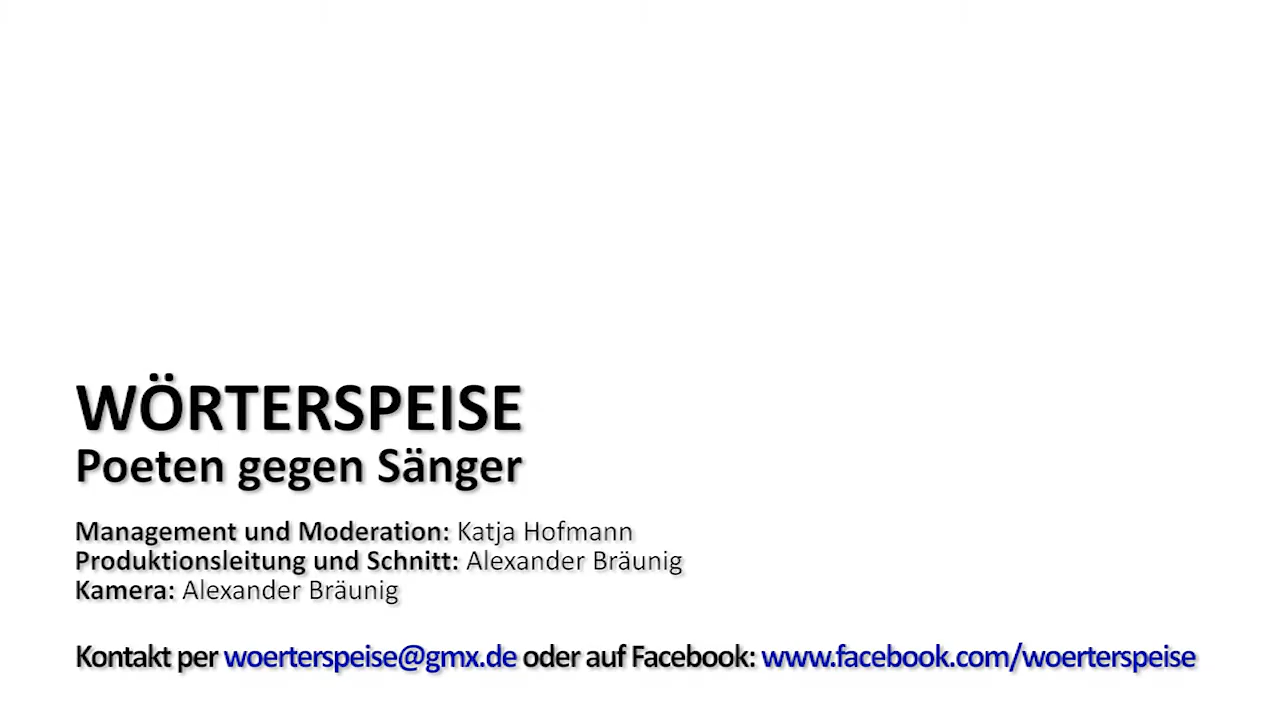 WÖRTERSPEISE
Poeten gegen Sänger
Management und Moderation: Katja Hofmann
Produktionsleitung und Schnitt: Alexander Bräunig
Kamera: Alexander Bräunig
Kontakt per woerterspeise@gmx.de oder auf Facebook: www.facebook.com/woerterspeise